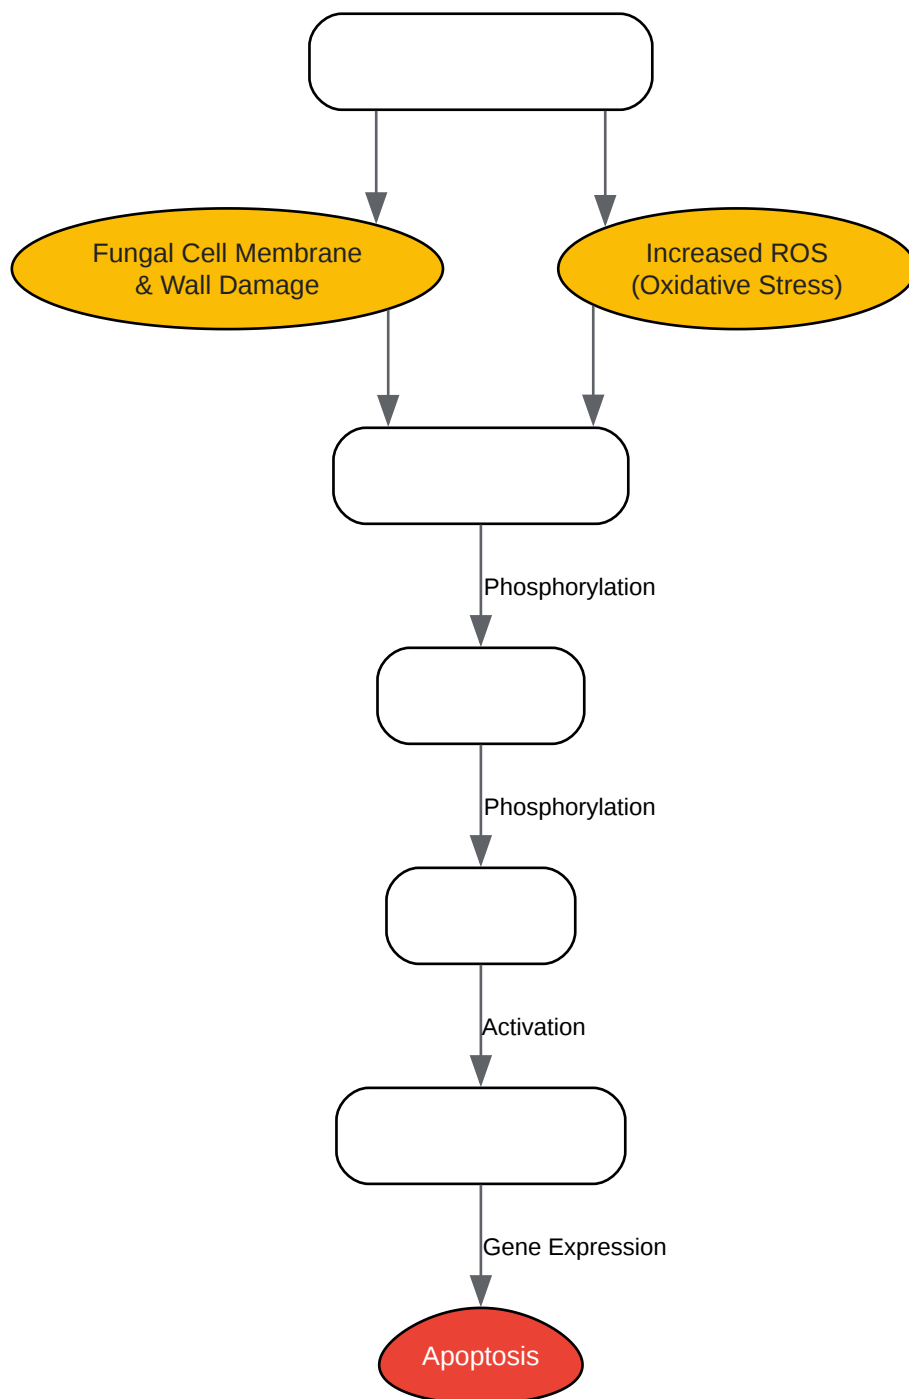 Fungal Cell Membrane
& Wall Damage
Increased ROS
(Oxidative Stress)
Phosphorylation
Phosphorylation
Activation
Gene Expression
Apoptosis